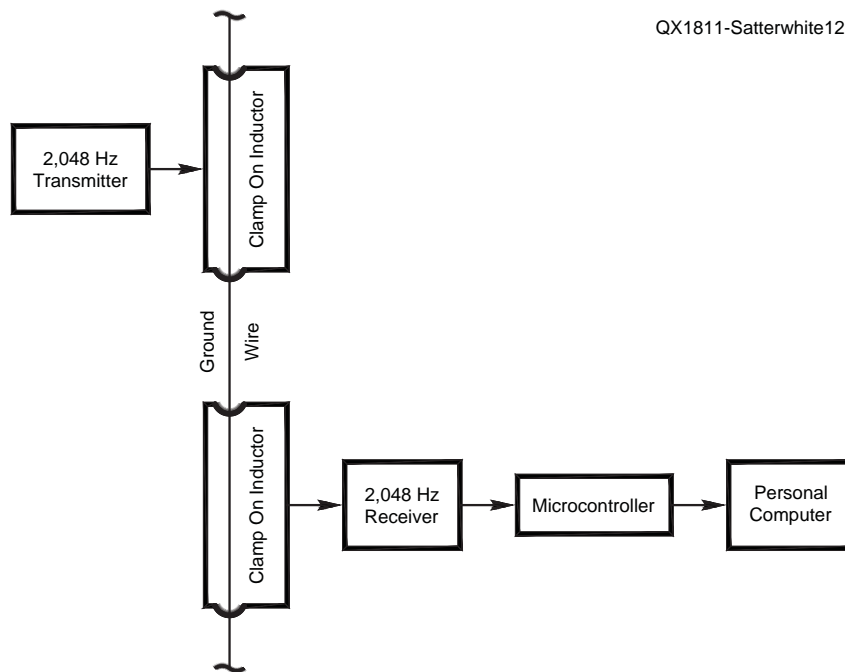 QX1811-Satterwhite12
2,048 Hz
Transmitter
Clamp On Inductor
Ground
Wire
Clamp On Inductor
2,048 Hz
Receiver
Microcontroller
Personal
Computer